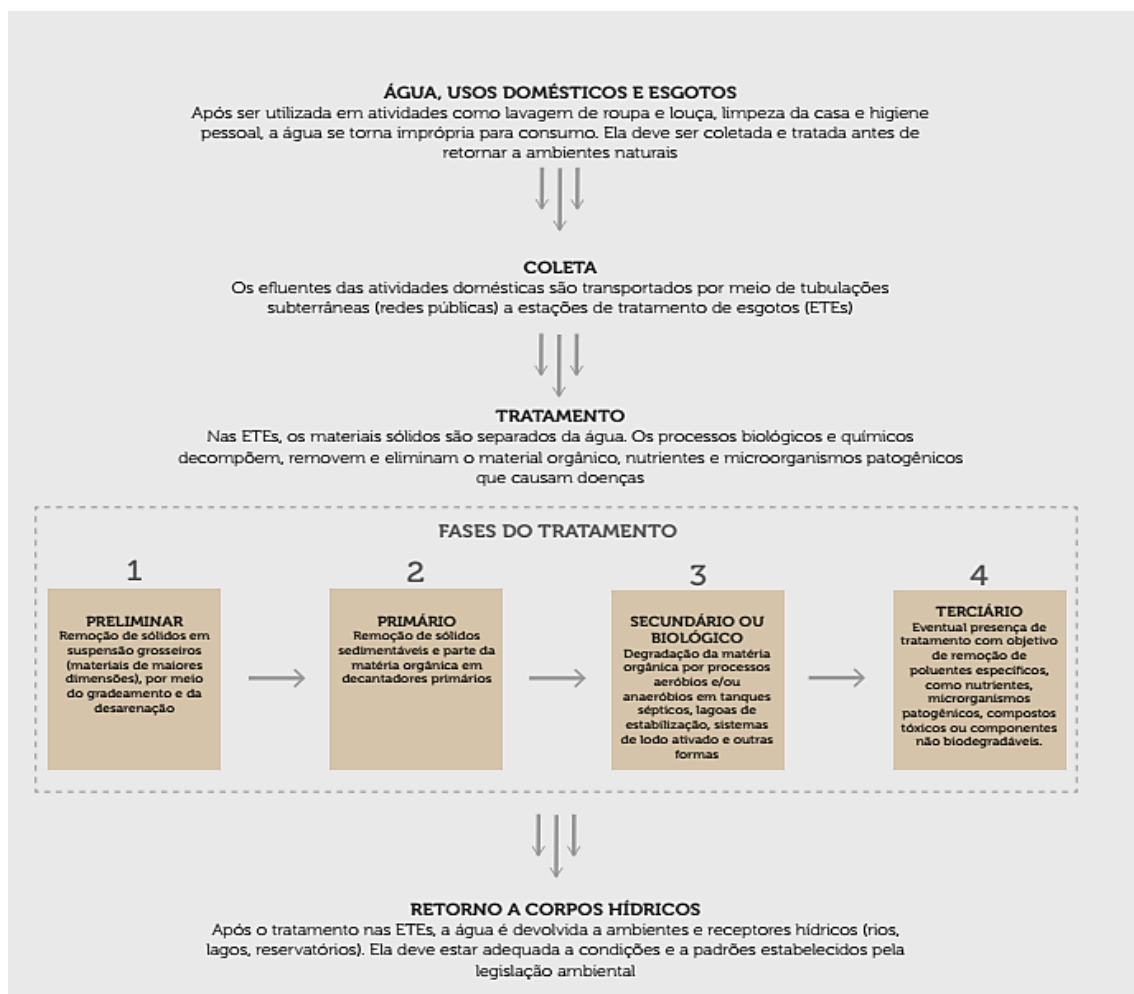 ÁGUA, USOS DOMÉSTICOS E ESGOTOS
Após ser utilizada em atividades como lavagem de roupa e louça, limpeza da casa e higiene
pessoal, a água se torna imprópria para consumo. Ela deve ser coletada e tratada antes de
retornar a ambientes naturais
COLETA
Os efluentes das atividades domésticas são transportados por meio de tubulações
subterrâneas (redes públicas) a estações de tratamento de esgotos (ETEs)
TRATAMENTO
Nas ETEs, os materiais sólidos são separados da água. Os processos biológicos e químicos
decompõem, removem e eliminam o material orgânico, nutrientes e microorganismos patogênicos
que causam doenças
FASES DO TRATAMENTO
1
PRELIMINAR
Remoção de sólidos em
suspensão grosseiros
(materiais de maiores
dimensões), por meio
do gradeamento e da
desarenação
2
PRIMÁRIO
Remoção de sólidos
sedimentáveis e parte da
matéria orgânica em
decantadores primários
3
SECUNDÁRIO OU
BIOLÓGICO
Degradação da matéria
orgânica por processos
aeróbios e/ou
anaeróbios em tanques
sépticos, lagoas de
estabilização, sistemas
de lodo ativado e outras
formas
4
TERCIÁRIO
Eventual presença de
tratamento com objetivo
de remoção de
poluentes específicos,
como nutrientes,
microrganismos
patogênicos, compostos
tóxicos ou componentes
não biodegradáveis.
RETORNO A CORPOS HÍDRICOS
Após o tratamento nas ETEs, a água é devolvida a ambientes e receptores hídricos (rios,
lagos, reservatórios). Ela deve estar adequada a condições e a padrões estabelecidos pela
legislação ambiental